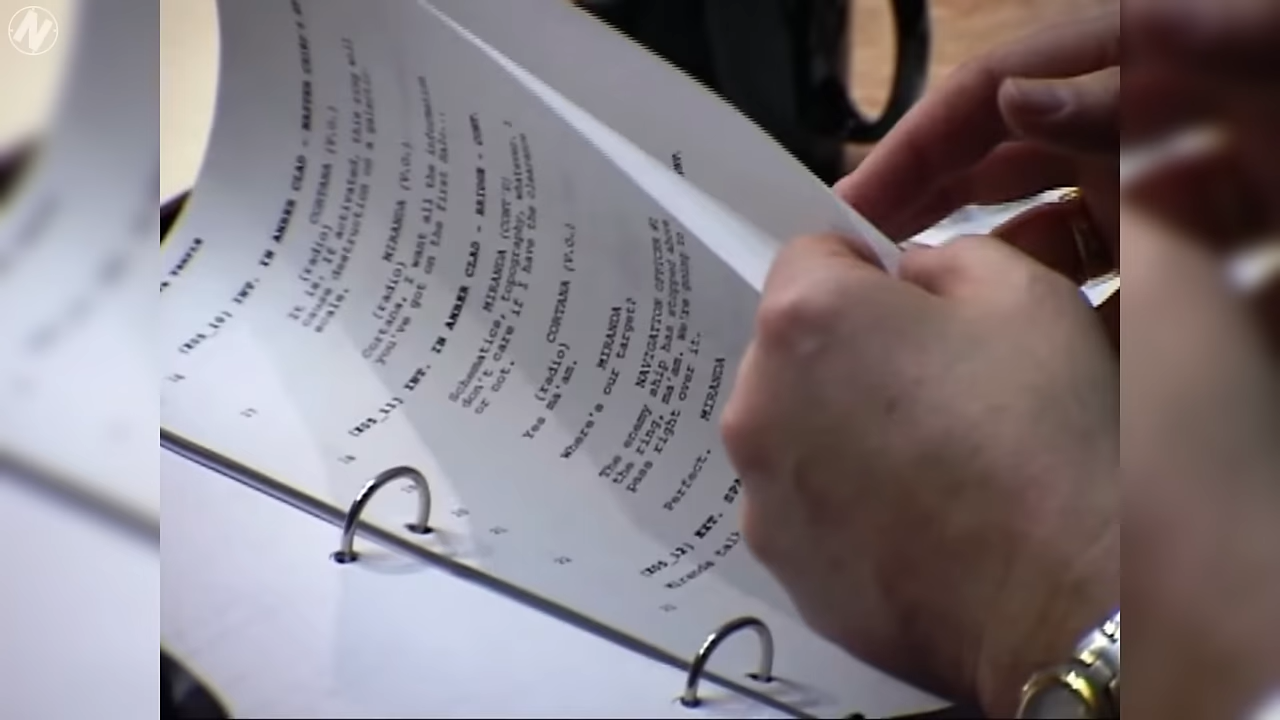 N
(X05_10) INT. IN AMBER CLAD - MASTER CHIEF'S
CORTANA (V.O.)
(radio)
It is. If activated, this ring will
cause destruction on a galactic
scale.
MIRANDA (V.O.)
(radio)
Cortana, I want all the information
you've got on the first Halo...
(X05_11) INT. IN AMBER CLAD - BRIDGE - CONT.
MIRANDA (CONT'D)
Schematics, topography, whatever. I
don't care if I have the clearance
or not.
CORTANA (V.O.)
(radio)
Yes ma'am.
MIRANDA
Where's our target?
NAVIGATION OFFICER #1
The enemy ship has stopped above
the ring, ma'am. We're going to
pass right over it.
MIRANDA
Perfect.
(X05_12) EXT. SPA
Miranda tal